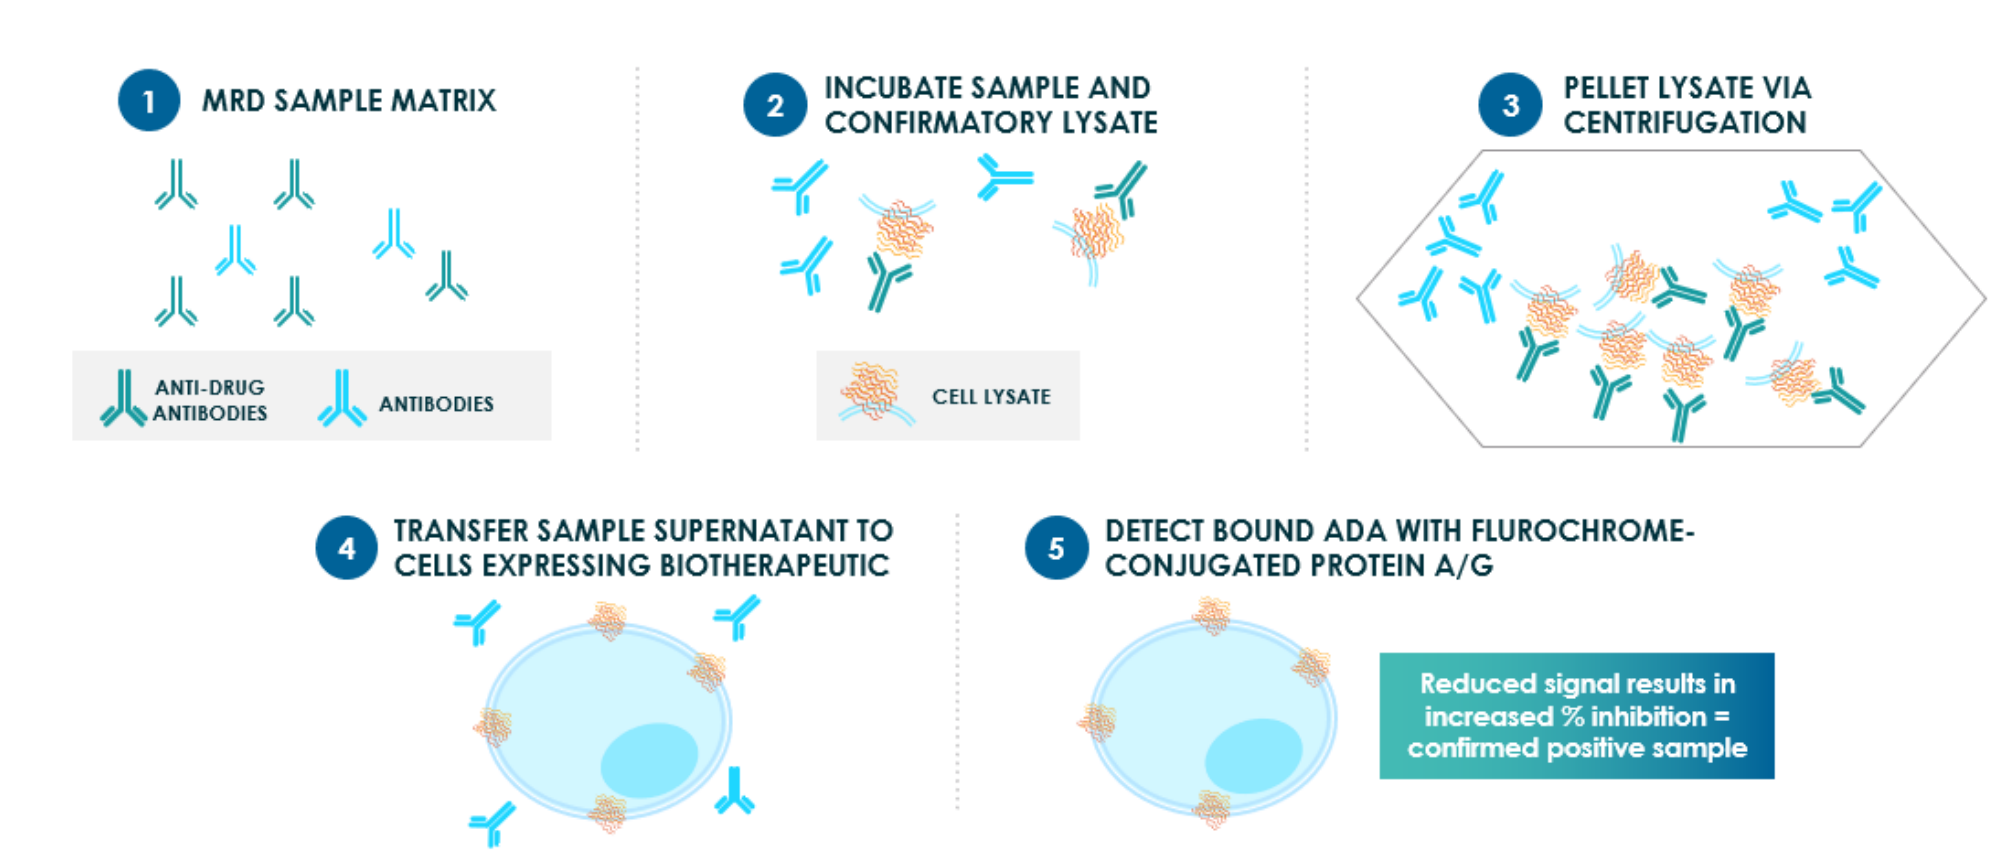 1
MRD SAMPLE MATRIX
ANTI-DRUG
ANTIBODIES
ANTIBODIES
2
INCUBATE SAMPLE AND
CONFIRMATORY LYSATE
CELL LYSATE
3
PELLET LYSATE VIA
CENTRIFUGATION
4
TRANSFER SAMPLE SUPERNATANT TO
CELLS EXPRESSING BIOTHERAPEUTIC
5
DETECT BOUND ADA WITH FLUROCHROME-
CONJUGATED PROTEIN A/G
Reduced signal results in
increased % inhibition =
confirmed positive sample